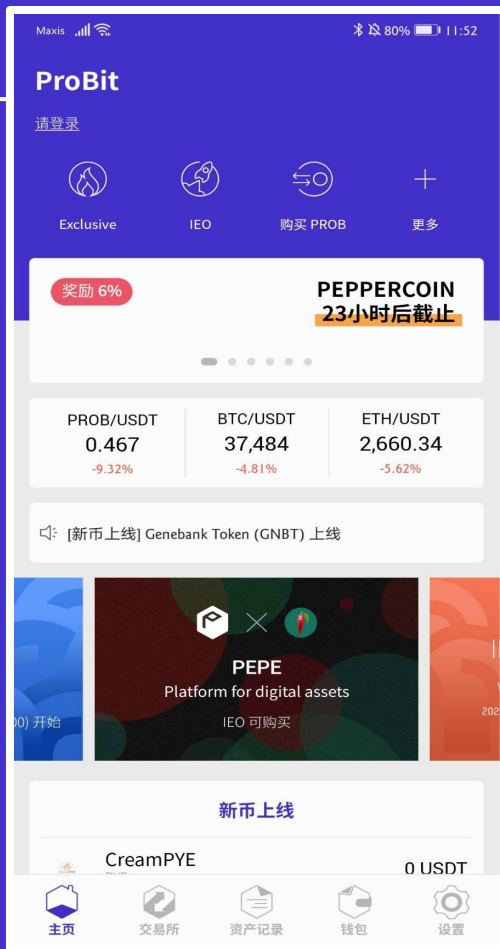 Maxis 80% 11:52
ProBit
请登录
Exclusive IEO 购买 PROB 更多
奖励 6% PEPPERCOIN
23小时后截止
PROB/USDT BTC/USDT ETH/USDT
0.467 37,484 2,660.34
-9.32% -4.81% -5.62%
[新币上线] Genebank Token (GNBT) 上线
PEPE
Platform for digital assets
00) 开始 IEO 可购买 202
新币上线
CreamPYE 0 USDT
主页 交易所 资产记录 钱包 设置